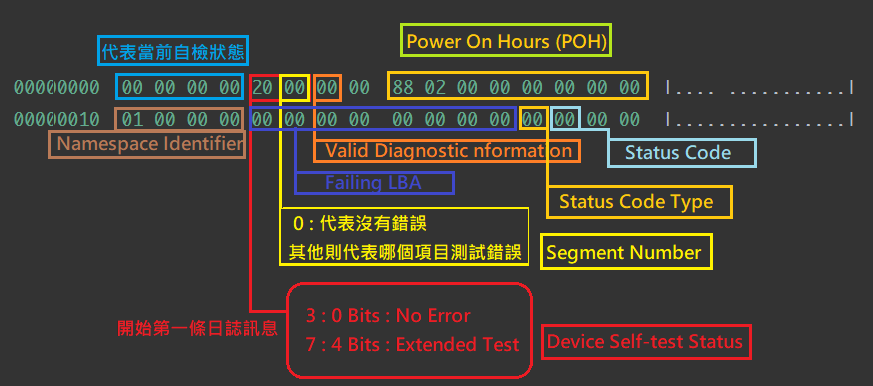 代表當前自檢狀態
Power On Hours (POH)
00000000 00 00 00 00 20 00 00 00 88 02 00 00 00 00 00 00 |.... ...........|
00000010 01 00 00 00 00 00 00 00 00 00 00 00 00 00 00 00 |................|
Namespace Identifier
Valid Diagnostic nformation
Status Code
Failing LBA
Status Code Type
0 : 代表沒有錯誤
其他則代表哪個項目測試錯誤
Segment Number
開始第一條日誌訊息
3 : 0 Bits : No Error
7 : 4 Bits : Extended Test
Device Self-test Status